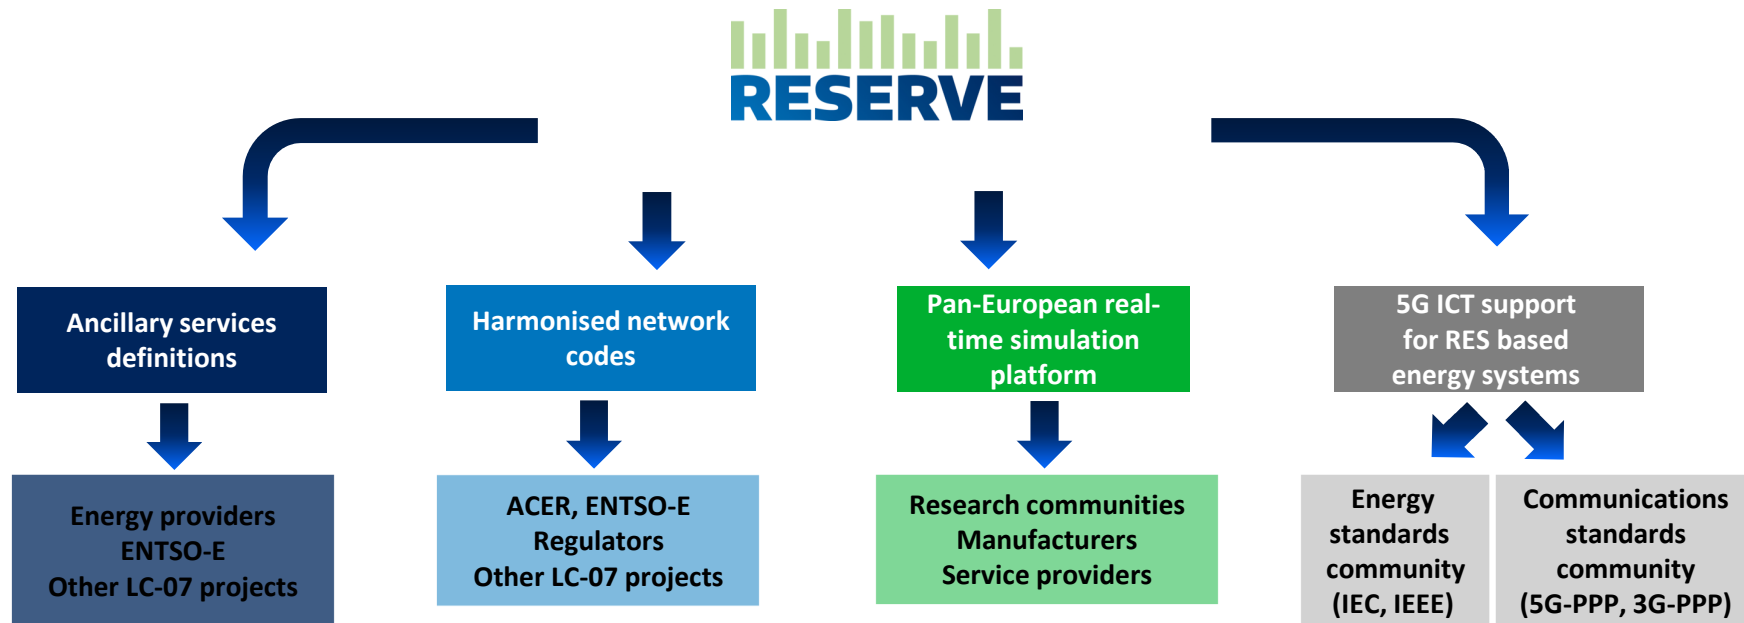 RESERVE
Ancillary services
definitions
Harmonised network
codes
Pan-European real-
time simulation
platform
5G ICT support
for RES based
energy systems
Energy providers
ENTSO-E
Other LC-07 projects
ACER, ENTSO-E
Regulators
Other LC-07 projects
Research communities
Manufacturers
Service providers
Energy
standards
community
(IEC, IEEE)
Communications
standards
community
(5G-PPP, 3G-PPP)